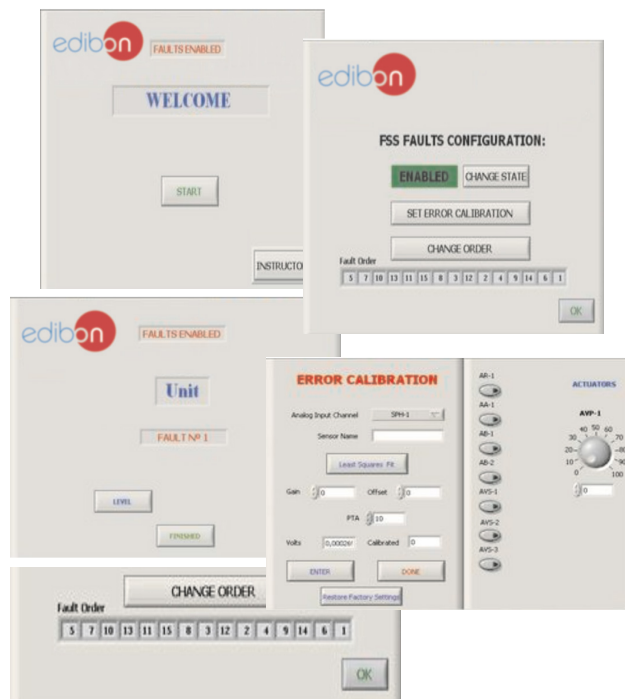 edibon
FAULTS ENABLED
WELCOME
START
INSTRUCTO
edibon
FSS FAULTS CONFIGURATION:
ENABLED
CHANGE STATE
SET ERROR CALIBRATION
CHANGE ORDER
Fault Order
5 7 10 13 11 15 8 3 12 2 4 9 14 6 1
OK
edibon
FAULTS ENABLED
Unit
FAULT Nº 1
LEVEL
FINISHED
ERROR CALIBRATION
Analog Input Channel SPH-1
Sensor Name
Least Squares Fit
Gain 0 Offset 0
PTA 10
Volts Calibrated 0
ENTER DONE
Restore Factory Settings
AR-1
AA-1
AB-1
AB-2
AVS-1
AVS-2
AVS-3
ACTUATORS
AVP-1
0 10 20 30 40 50 60 70 80 90 100
0
CHANGE ORDER
Fault Order
5 7 10 13 11 15 8 3 12 2 4 9 14 6 1
OK